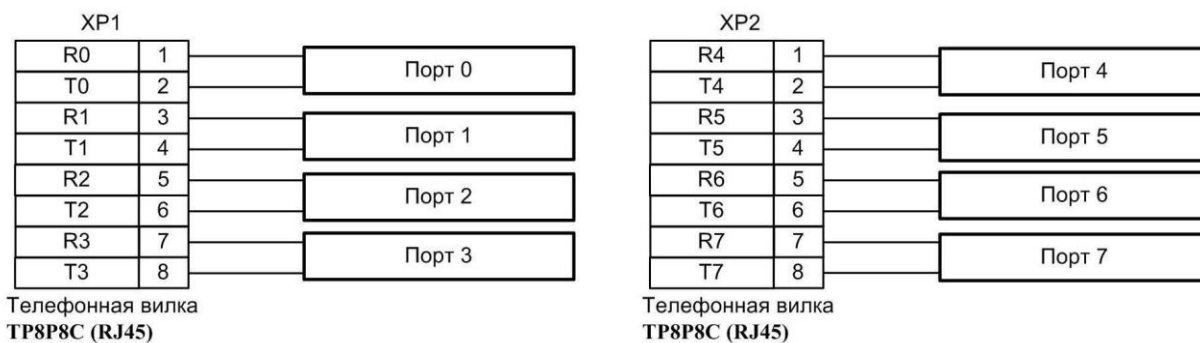 XP1
R0 1
T0 2
R1 3
T1 4
R2 5
T2 6
R3 7
T3 8
Порт 0
Порт 1
Порт 2
Порт 3
Телефонная вилка
TP8P8C (RJ45)
XP2
R4 1
T4 2
R5 3
T5 4
R6 5
T6 6
R7 7
T7 8
Порт 4
Порт 5
Порт 6
Порт 7
Телефонная вилка
TP8P8C (RJ45)